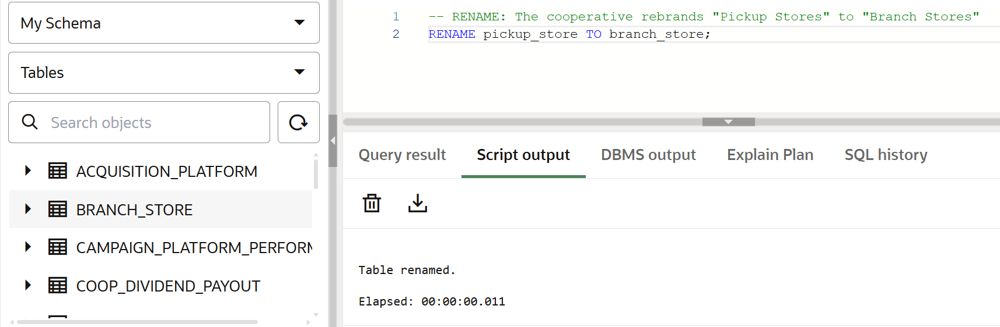 My Schema
Tables
Search objects
ACQUISITION_PLATFORM
BRANCH_STORE
CAMPAIGN_PLATFORM_PERFORM
COOP_DIVIDEND_PAYOUT
1 -- RENAME: The cooperative rebrands "Pickup Stores" to "Branch Stores"
2 RENAME pickup_store TO branch_store;
Query result Script output DBMS output Explain Plan SQL history
Table renamed.
Elapsed: 00:00:00.011